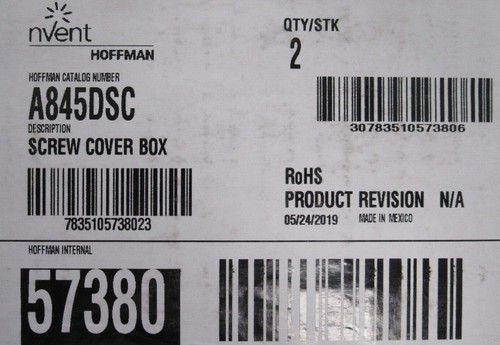 nVent
HOFFMAN
QTY/STK
2
HOFFMAN CATALOG NUMBER
A845DSC
DESCRIPTION
SCREW COVER BOX
30783510573806
7835105738023
RoHS
PRODUCT REVISION N/A
05/24/2019 MADE IN MEXICO
HOFFMAN INTERNAL
57380